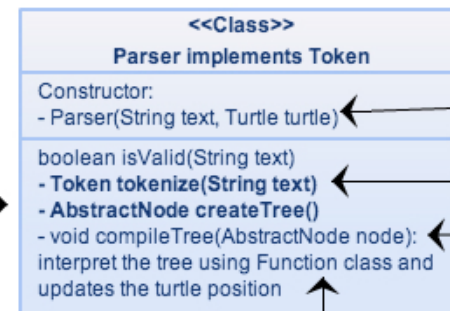 <<Class>>
Parser implements Token
Constructor:
- Parser(String text, Turtle turtle)
boolean isValid(String text)
- Token tokenize(String text)
- AbstractNode createTree()
- void compileTree(AbstractNode node):
interpret the tree using Function class and
updates the turtle position